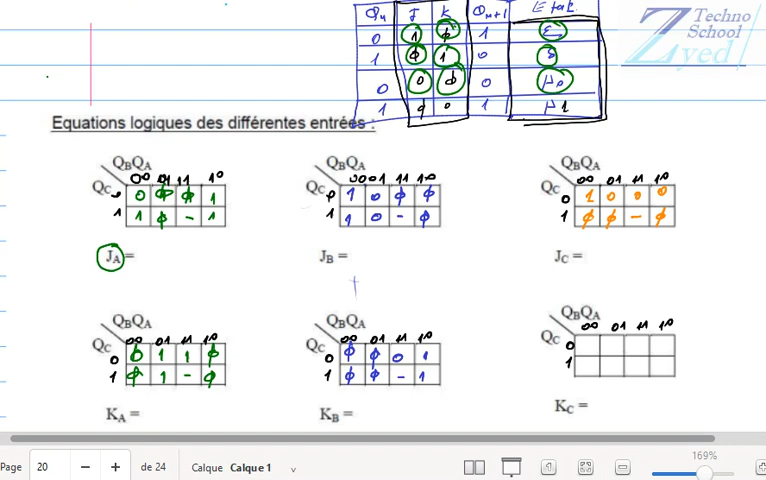 Qn J K Qn+1 Etat
0 1 ϕ 1 ε
1 ϕ 1 0 δ
0 0 ϕ 0 μ0
1 ϕ 0 1 μ1
Techno
School
Zyed
Equations logiques des différentes entrées :
QBQA
00 01 11 10
QC
0 0 ϕ ϕ 1
1 1 ϕ - 1
JA =
QBQA
00 01 11 10
QC
0 1 0 ϕ ϕ
1 1 0 - ϕ
JB =
QBQA
00 01 11 10
QC
0 1 0 0 0
1 ϕ ϕ - ϕ
JC =
QBQA
00 01 11 10
QC
0 ϕ 1 1 ϕ
1 ϕ 1 - ϕ
KA =
QBQA
00 01 11 10
QC
0 ϕ ϕ 0 1
1 ϕ ϕ - 1
KB =
QBQA
00 01 11 10
QC
0
1
KC =
Page 20 - + de 24 Calque Calque 1
169%
- +